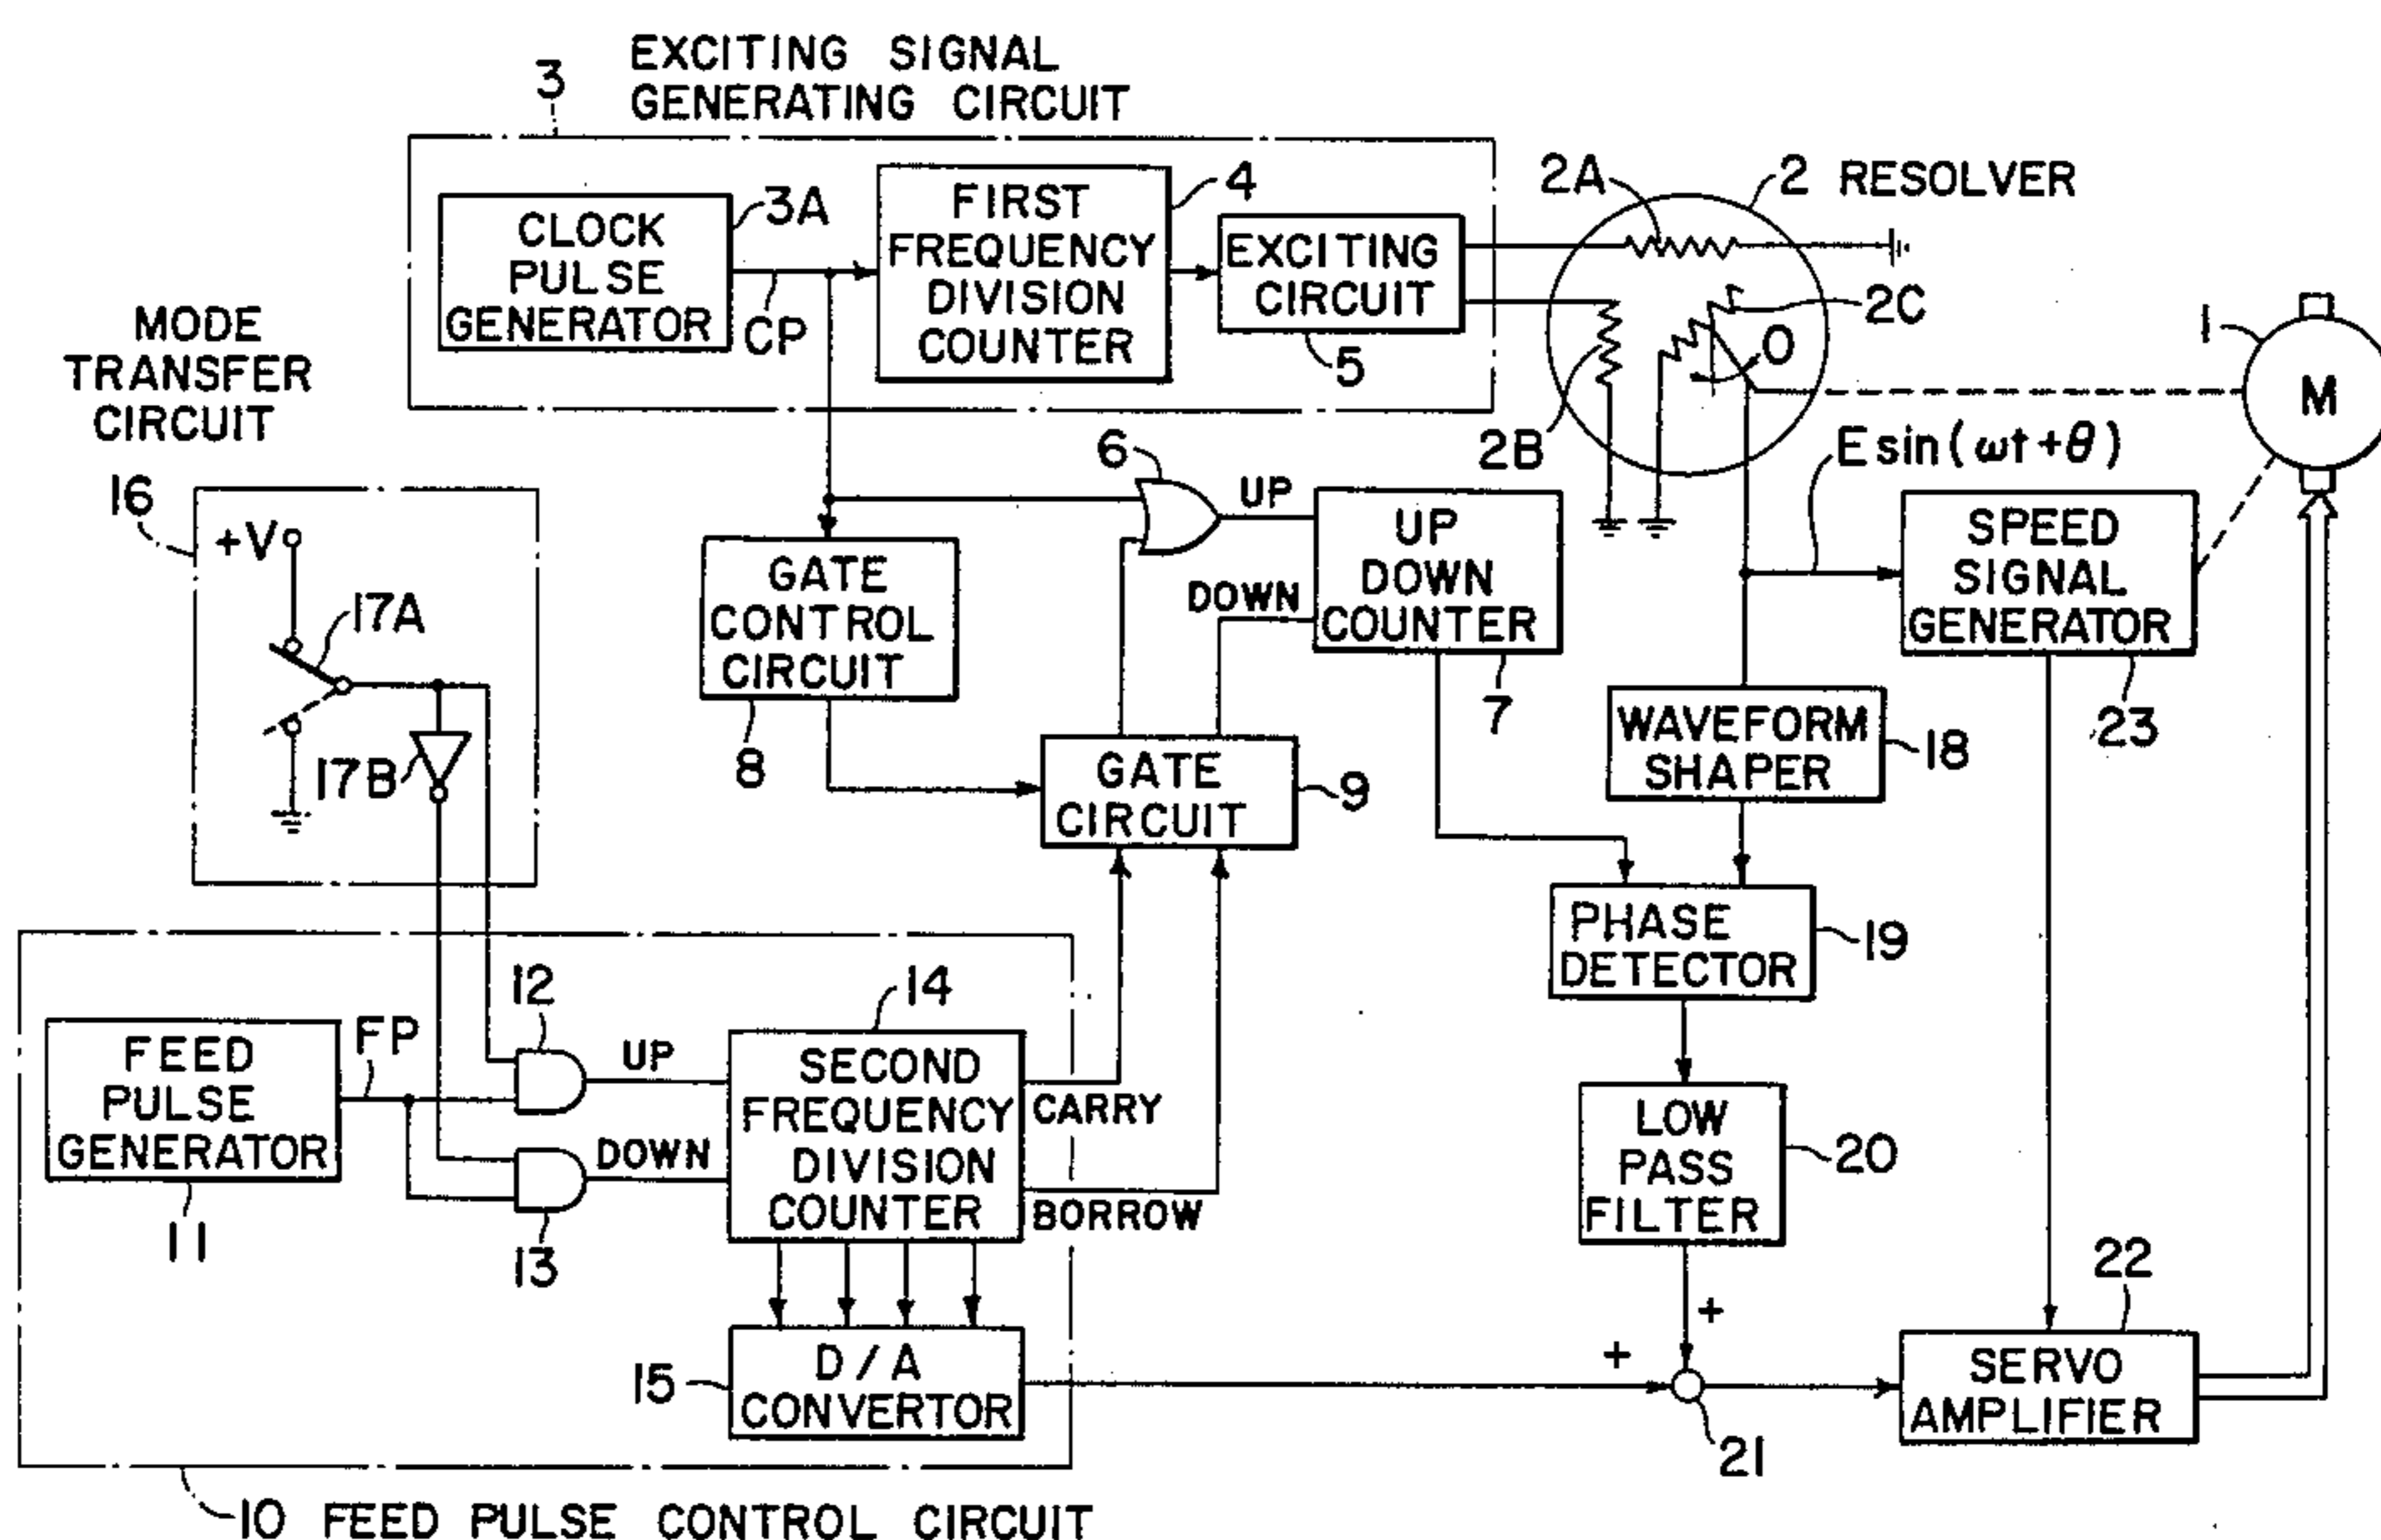 EXCITING SIGNAL
GENERATING CIRCUIT
3
CLOCK
PULSE
GENERATOR
3A
CP
FIRST
FREQUENCY
DIVISION
COUNTER
4
EXCITING
CIRCUIT
5
2A
2 RESOLVER
2C
O
2B
1
M
E sin(ωt+θ)
MODE
TRANSFER
CIRCUIT
16
+V
17A
17B
6
UP
DOWN
UP
DOWN
COUNTER
7
GATE
CONTROL
CIRCUIT
8
GATE
CIRCUIT
9
SPEED
SIGNAL
GENERATOR
23
WAVEFORM
SHAPER
18
PHASE
DETECTOR
19
LOW
PASS
FILTER
20
FEED
PULSE
GENERATOR
11
FP
12
13
UP
DOWN
14
SECOND
FREQUENCY
DIVISION
COUNTER
CARRY
BORROW
15
D/A
CONVERTOR
+
+
21
22
SERVO
AMPLIFIER
10 FEED PULSE CONTROL CIRCUIT